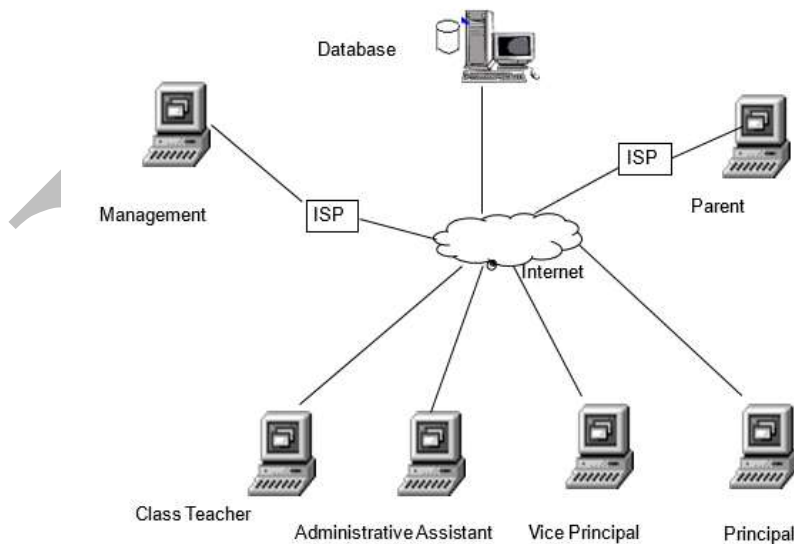 Database
ISP
Parent
Management
ISP
Internet
Class Teacher
Administrative Assistant
Vice Principal
Principal